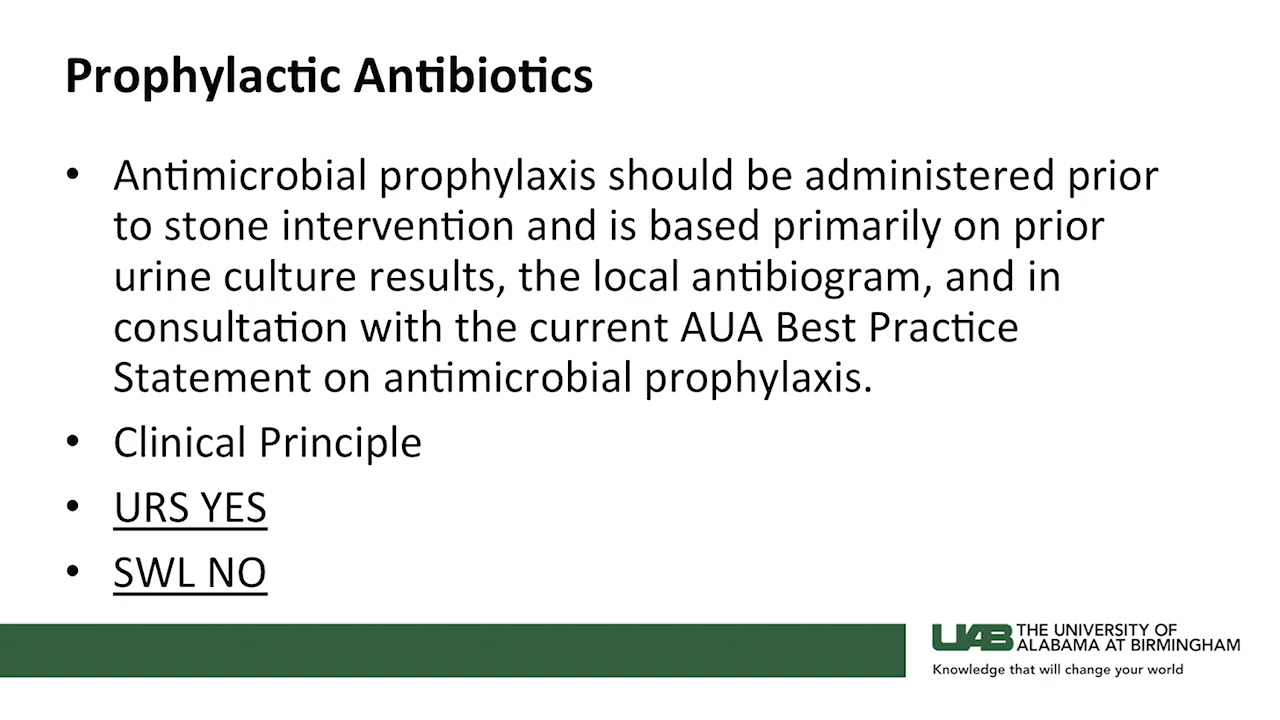 Prophylactic Antibiotics
• Antimicrobial prophylaxis should be administered prior
to stone intervention and is based primarily on prior
urine culture results, the local antibiogram, and in
consultation with the current AUA Best Practice
Statement on antimicrobial prophylaxis.
• Clinical Principle
• URS YES
• SWL NO
UAB THE UNIVERSITY OF
ALABAMA AT BIRMINGHAM
Knowledge that will change your world